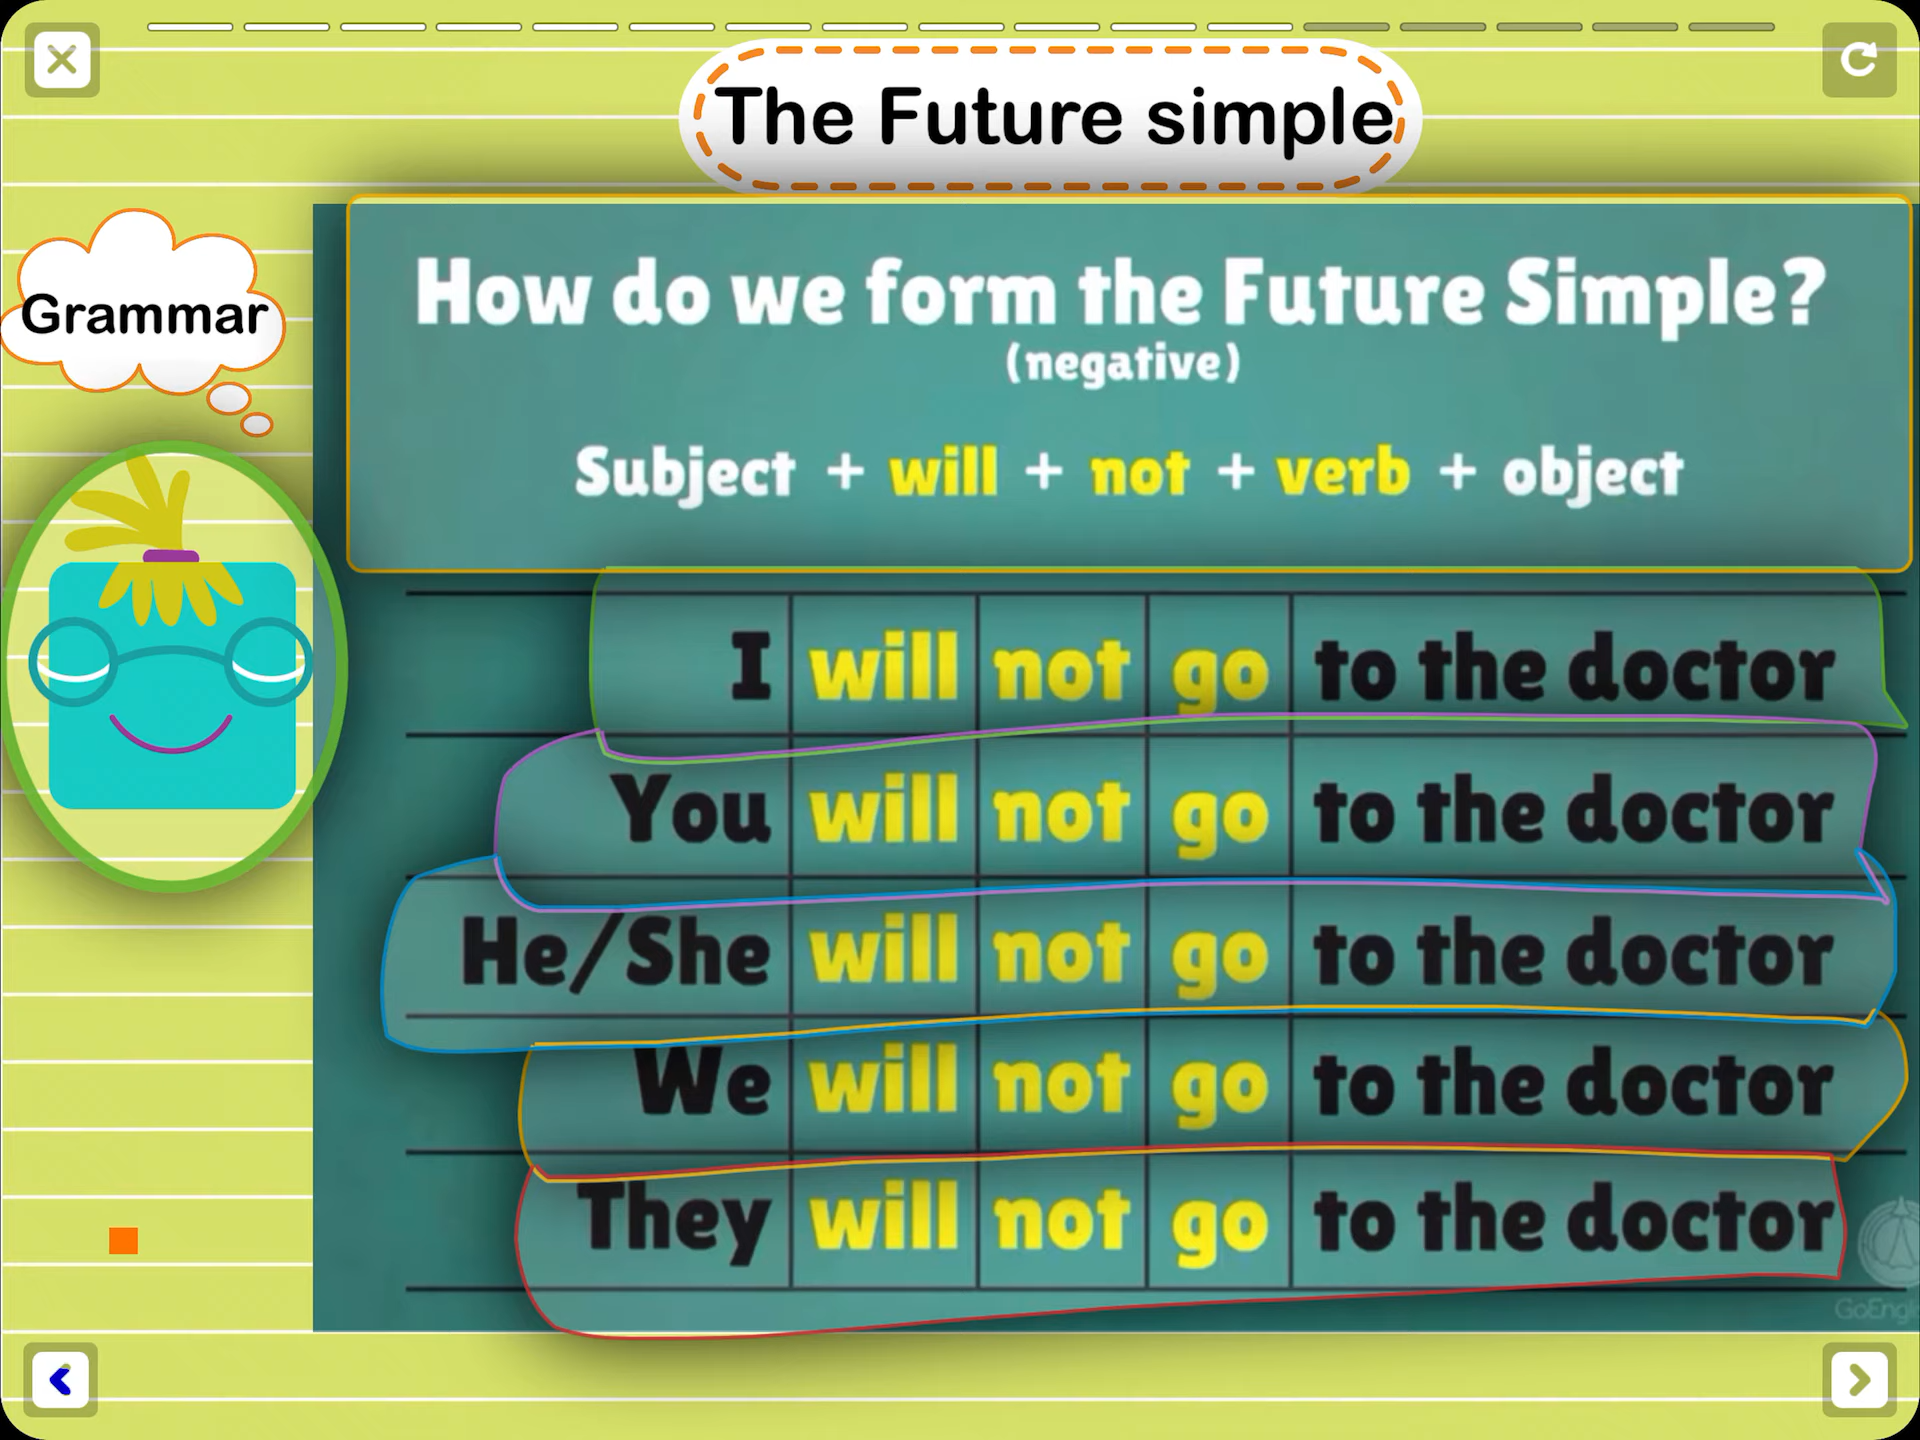 The Future simple
Grammar
How do we form the Future Simple?
(negative)
Subject + will + not + verb + object
I will not go to the doctor
You will not go to the doctor
He/She will not go to the doctor
We will not go to the doctor
They will not go to the doctor